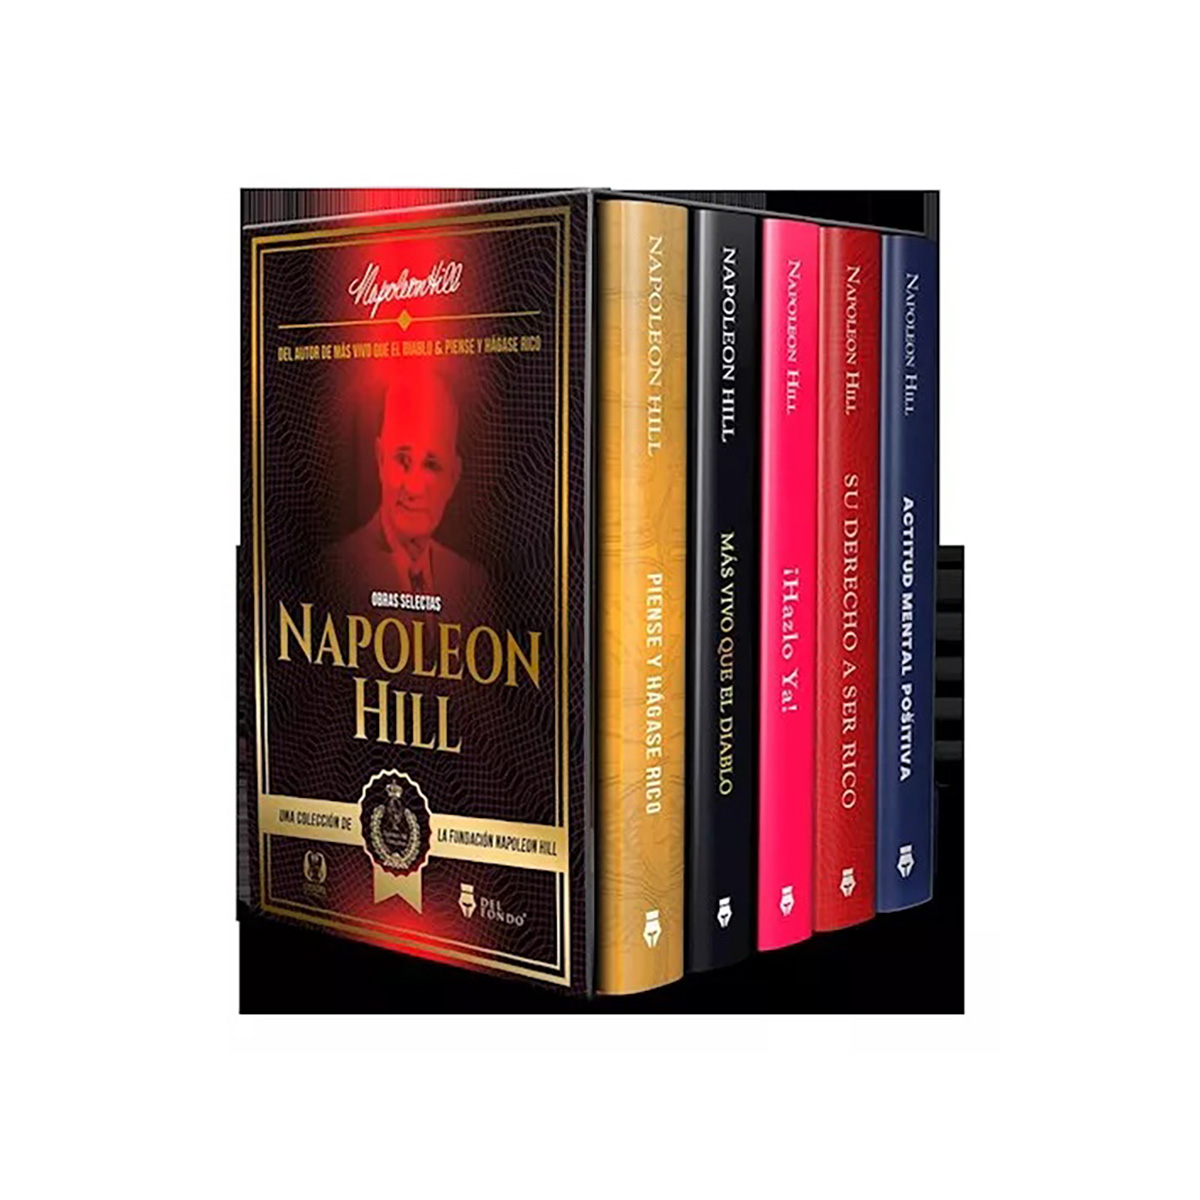 Napoleon Hill
DEL AUTOR DE MÁS VIVO QUE EL DIABLO & PIENSE Y HÁGASE RICO
OBRAS SELECTAS
NAPOLEON
HILL
UNA COLECCIÓN DE
LA FUNDACIÓN NAPOLEON HILL
DEL
FONDO
NAPOLEON HILL
PIENSE Y HÁGASE RICO
NAPOLEON HILL
MÁS VIVO QUE EL DIABLO
NAPOLEON HILL
¡Hazlo Ya!
NAPOLEON HILL
SU DERECHO A SER RICO
NAPOLEON HILL
ACTITUD MENTAL POSITIVA